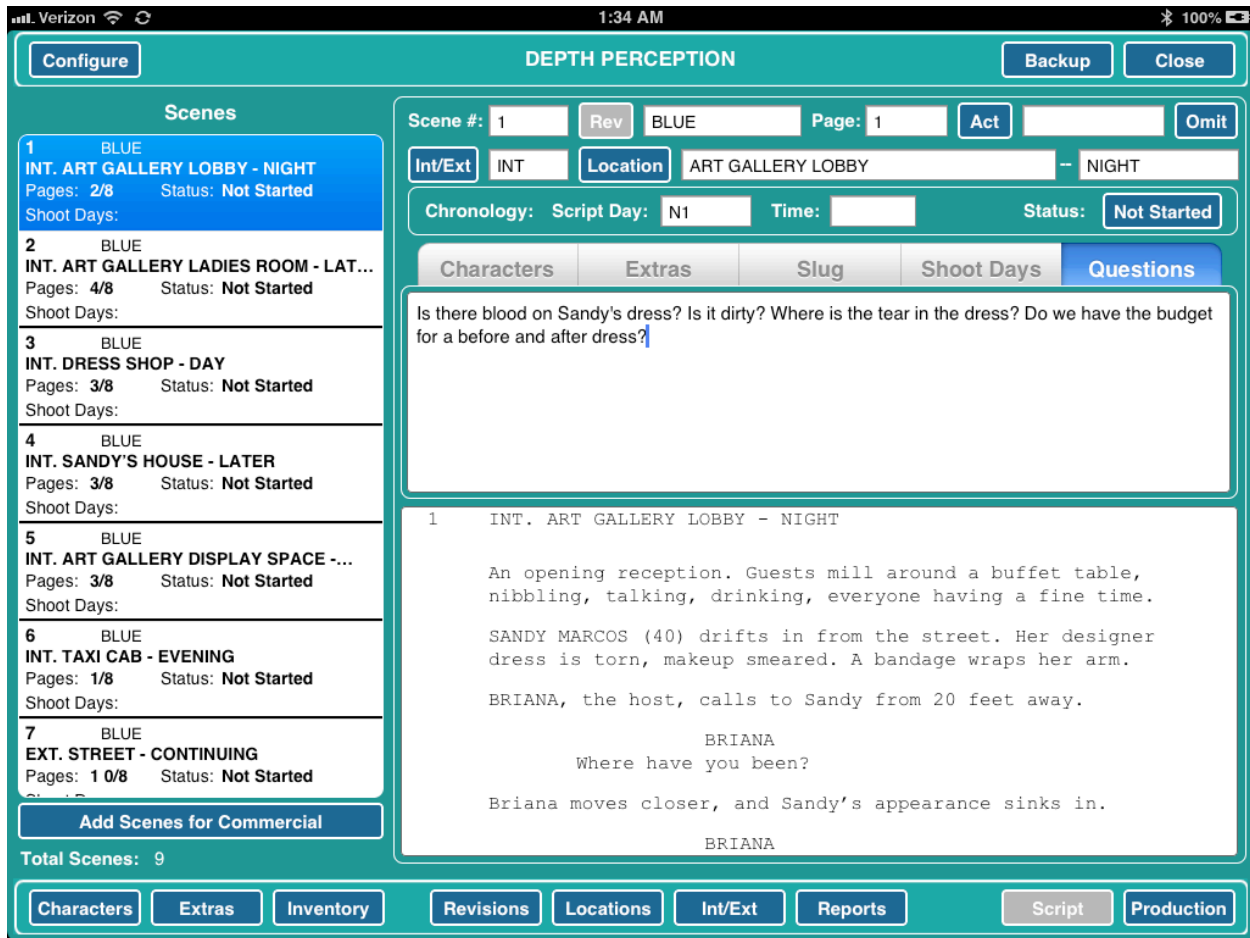 Verizon 1:34 AM 100%
Configure DEPTH PERCEPTION Backup Close
Scenes
1 BLUE
INT. ART GALLERY LOBBY - NIGHT
Pages: 2/8 Status: Not Started
Shoot Days:
2 BLUE
INT. ART GALLERY LADIES ROOM - LAT...
Pages: 4/8 Status: Not Started
Shoot Days:
3 BLUE
INT. DRESS SHOP - DAY
Pages: 3/8 Status: Not Started
Shoot Days:
4 BLUE
INT. SANDY'S HOUSE - LATER
Pages: 3/8 Status: Not Started
Shoot Days:
5 BLUE
INT. ART GALLERY DISPLAY SPACE -...
Pages: 3/8 Status: Not Started
Shoot Days:
6 BLUE
INT. TAXI CAB - EVENING
Pages: 1/8 Status: Not Started
Shoot Days:
7 BLUE
EXT. STREET - CONTINUING
Pages: 1 0/8 Status: Not Started
Add Scenes for Commercial
Total Scenes: 9
Scene #: 1 Rev BLUE Page: 1 Act Omit
Int/Ext INT Location ART GALLERY LOBBY -- NIGHT
Chronology: Script Day: N1 Time: Status: Not Started
Characters Extras Slug Shoot Days Questions
Is there blood on Sandy's dress? Is it dirty? Where is the tear in the dress? Do we have the budget
for a before and after dress?
1 INT. ART GALLERY LOBBY - NIGHT
An opening reception. Guests mill around a buffet table,
nibbling, talking, drinking, everyone having a fine time.
SANDY MARCOS (40) drifts in from the street. Her designer
dress is torn, makeup smeared. A bandage wraps her arm.
BRIANA, the host, calls to Sandy from 20 feet away.
BRIANA
Where have you been?
Briana moves closer, and Sandy's appearance sinks in.
BRIANA
Characters Extras Inventory Revisions Locations Int/Ext Reports Script Production